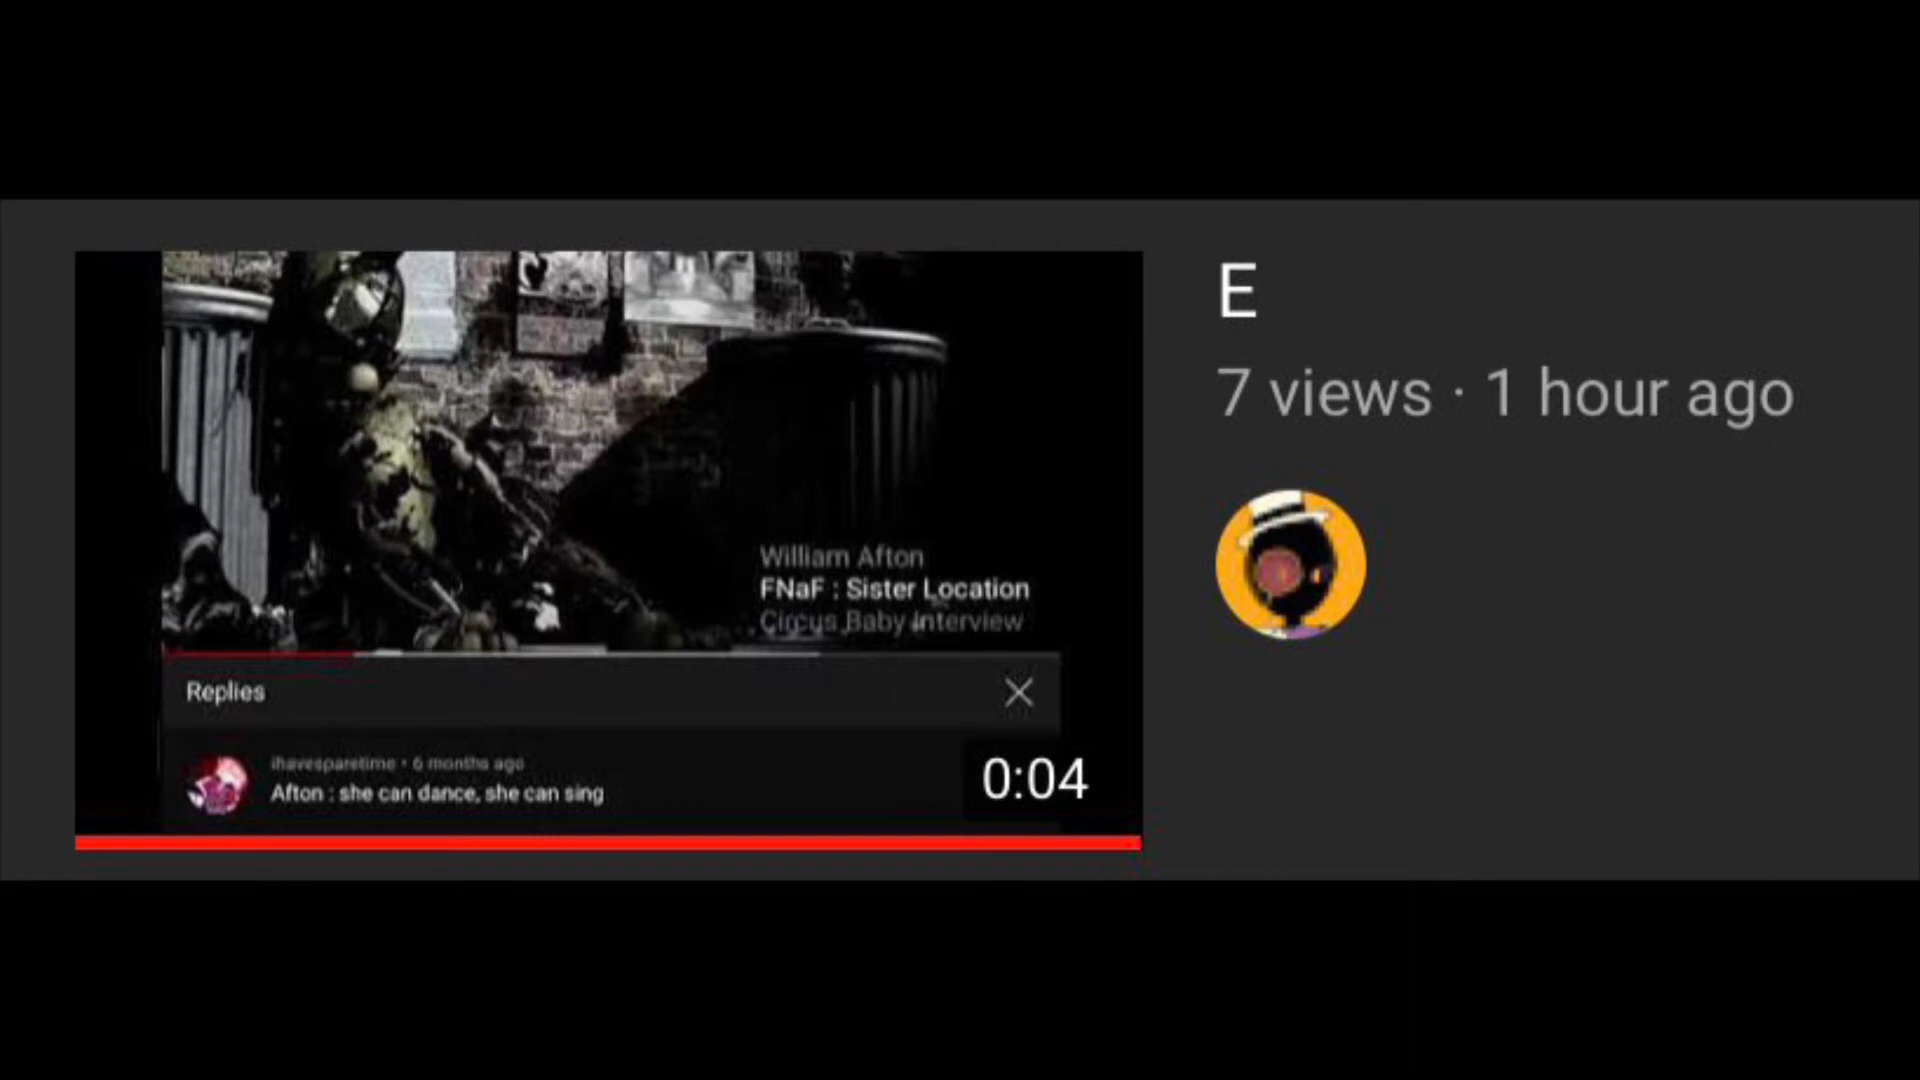 William Afton
FNaF : Sister Location
Circus Baby Interview
Replies
ihavesparetime • 6 months ago
Afton : she can dance, she can sing
0:04
E
7 views · 1 hour ago